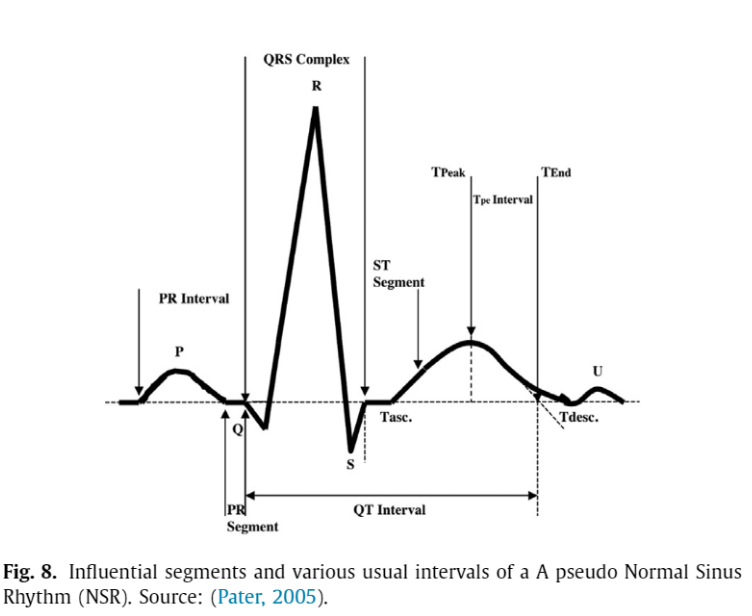 QRS Complex
R
TPeak
TEnd
Tpe Interval
ST
Segment
PR Interval
P
U
Tasc.
Tdesc.
Q
S
PR
Segment
QT Interval
Fig. 8. Influential segments and various usual intervals of a A pseudo Normal Sinus
Rhythm (NSR). Source: (Pater, 2005).